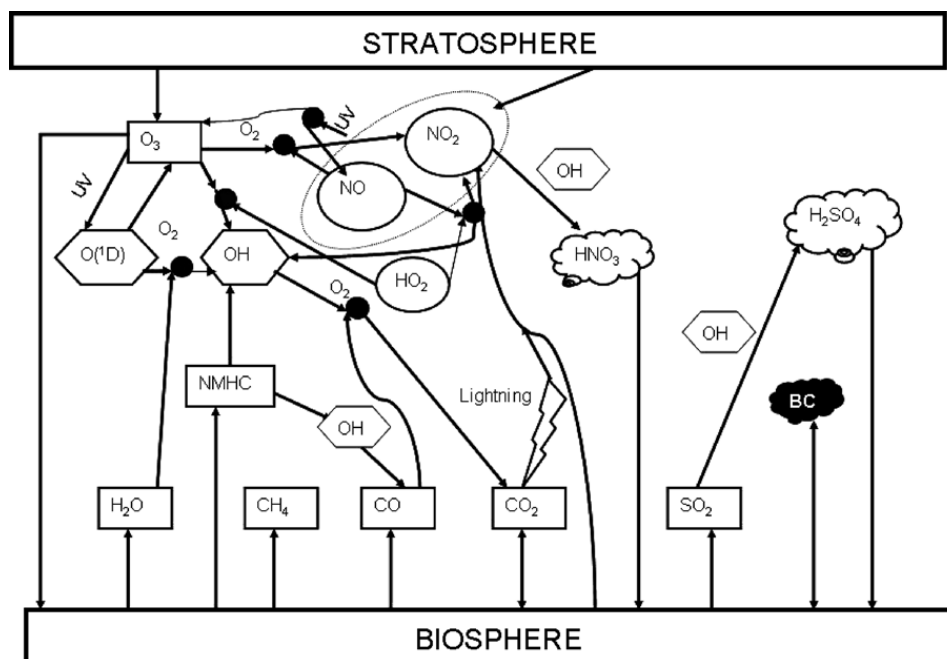 STRATOSPHERE
O₃
O₂
UV
NO₂
NO
OH
UV
O(¹D)
O₂
OH
HO₂
HNO₃
H₂SO₄
O₂
OH
NMHC
Lightning
BC
OH
H₂O
CH₄
CO
CO₂
SO₂
BIOSPHERE